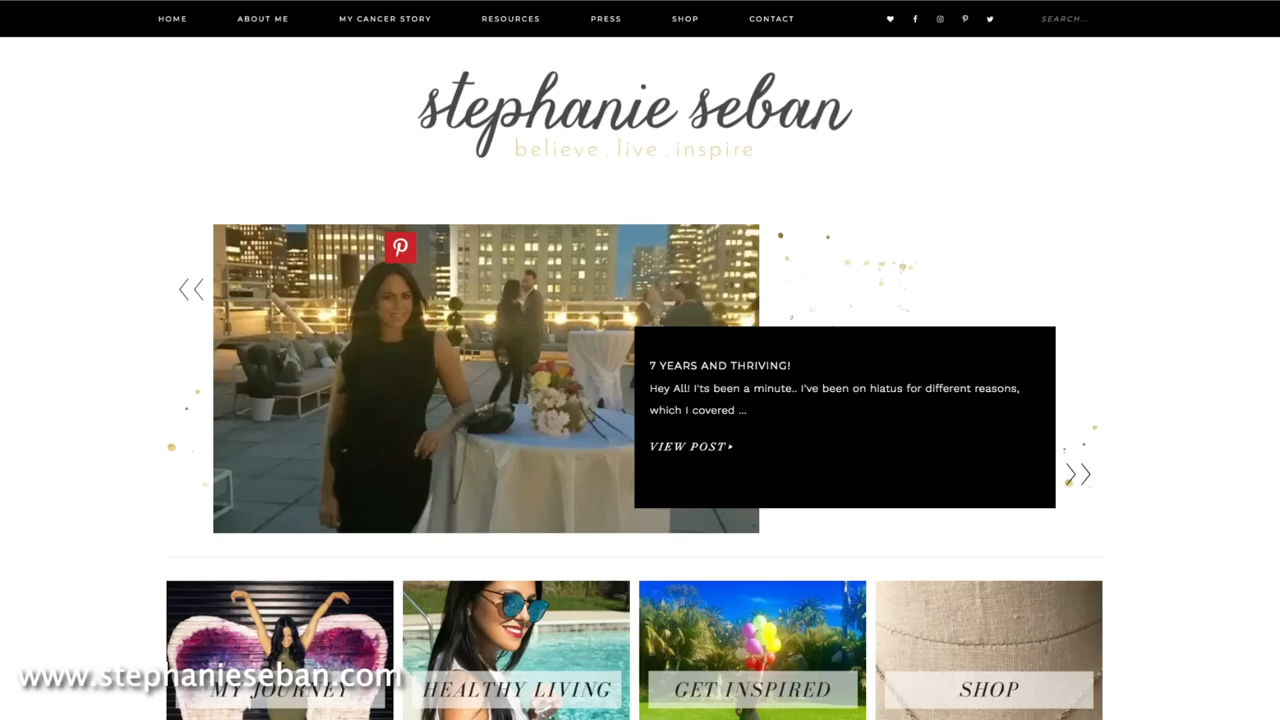 HOME ABOUT ME MY CANCER STORY RESOURCES PRESS SHOP CONTACT SEARCH...
stephanie seban
believe . live . inspire
7 YEARS AND THRIVING!
Hey All! I'ts been a minute.. I've been on hiatus for different reasons,
which I covered ...
VIEW POST
MY JOURNEY HEALTHY LIVING GET INSPIRED SHOP
www.stephanieseban.com